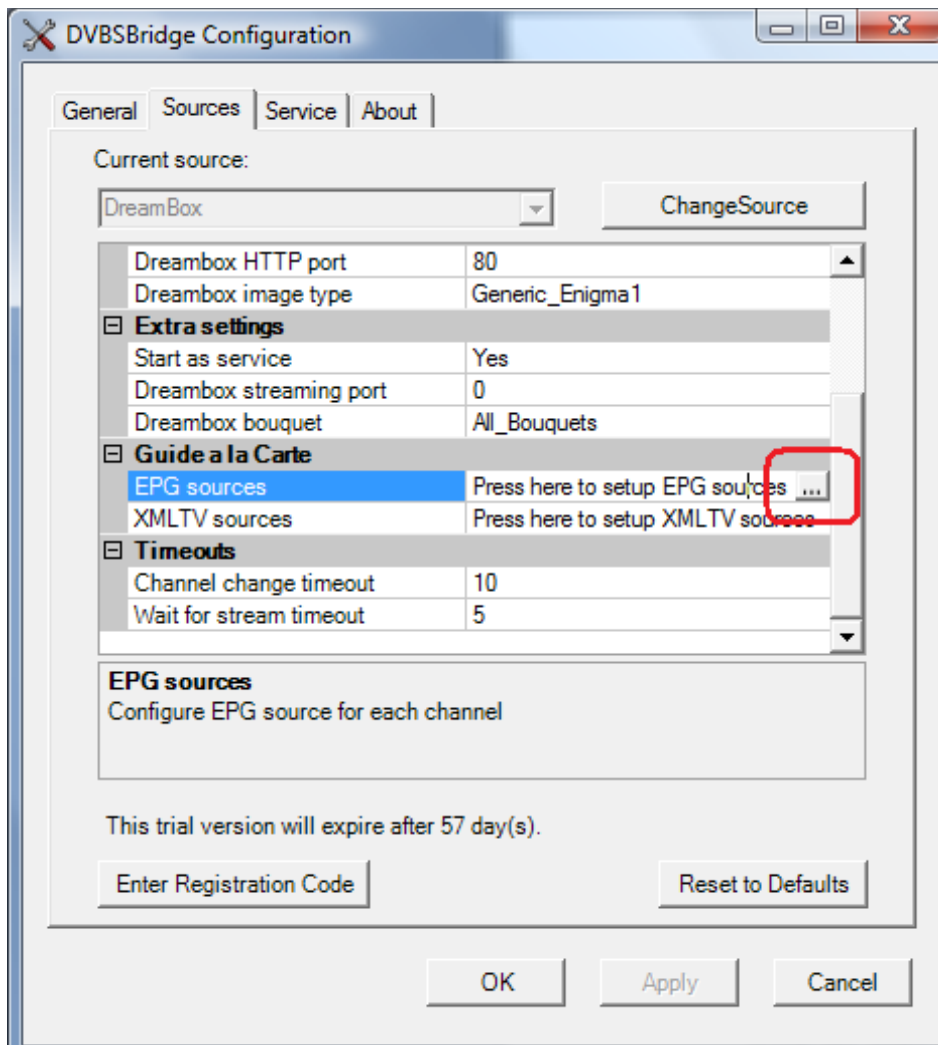 DVBSBridge Configuration
General Sources Service About
Current source:
DreamBox ChangeSource
Dreambox HTTP port 80
Dreambox image type Generic_Enigma1
Extra settings
Start as service Yes
Dreambox streaming port 0
Dreambox bouquet All_Bouquets
Guide a la Carte
EPG sources Press here to setup EPG sources ...
XMLTV sources Press here to setup XMLTV sources
Timeouts
Channel change timeout 10
Wait for stream timeout 5
EPG sources
Configure EPG source for each channel
This trial version will expire after 57 day(s).
Enter Registration Code Reset to Defaults
OK Apply Cancel